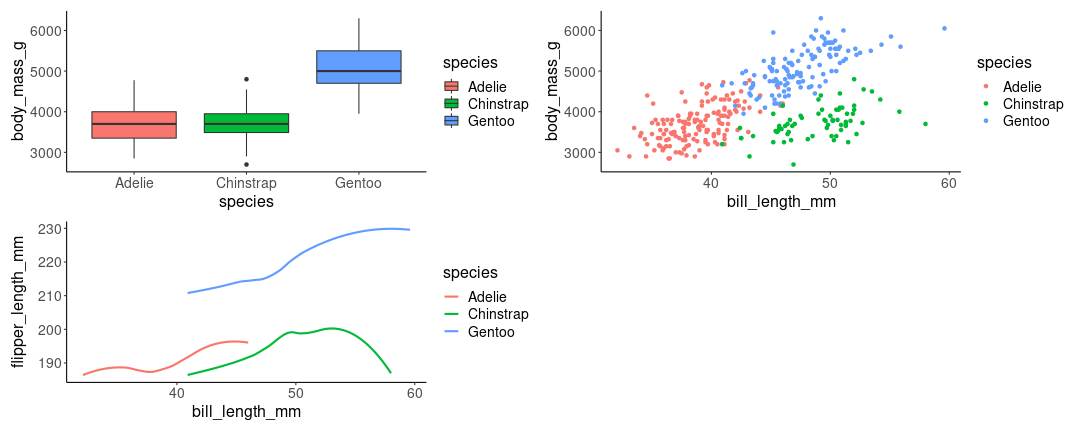 body_mass_g
6000
5000
4000
3000
Adelie Chinstrap Gentoo
species
species
Adelie
Chinstrap
Gentoo
body_mass_g
6000
5000
4000
3000
40 50 60
bill_length_mm
species
Adelie
Chinstrap
Gentoo
flipper_length_mm
230
220
210
200
190
40 50 60
bill_length_mm
species
Adelie
Chinstrap
Gentoo